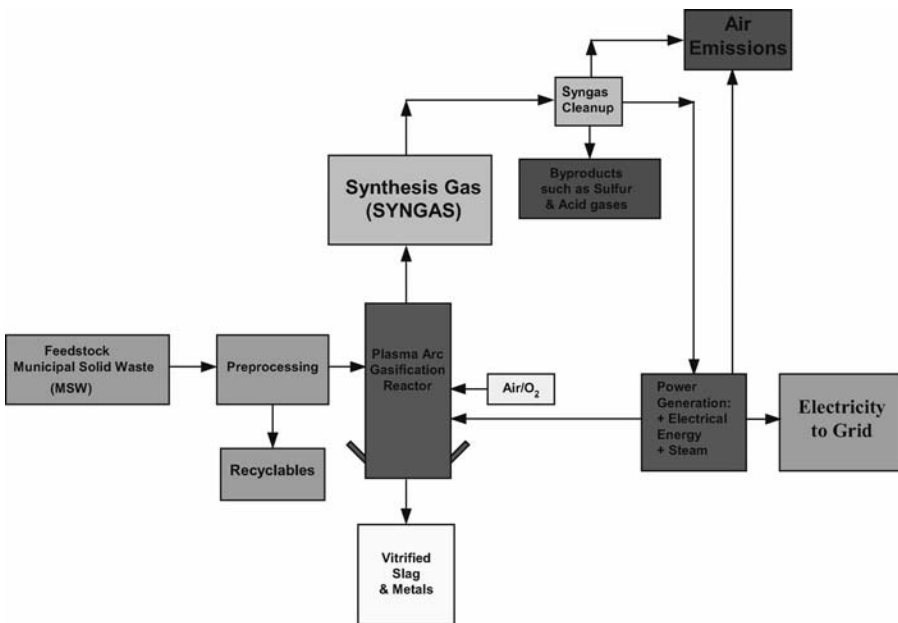 Air
Emissions
Syngas
Cleanup
Synthesis Gas
(SYNGAS)
Byproducts
such as Sulfur
& Acid gases
Feedstock
Municipal Solid Waste
(MSW)
Preprocessing
Plasma Arc
Gasification
Reactor
Air/O₂
Power
Generation:
+ Electrical
Energy
+ Steam
Electricity
to Grid
Recyclables
Vitrified
Slag
& Metals